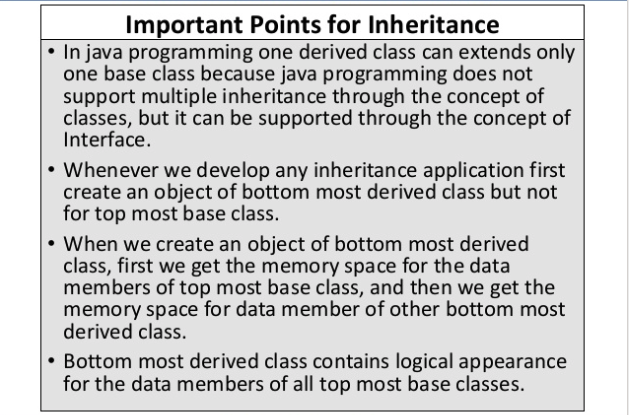 Important Points for Inheritance
• In java programming one derived class can extends only
one base class because java programming does not
support multiple inheritance through the concept of
classes, but it can be supported through the concept of
Interface.
• Whenever we develop any inheritance application first
create an object of bottom most derived class but not
for top most base class.
• When we create an object of bottom most derived
class, first we get the memory space for the data
members of top most base class, and then we get the
memory space for data member of other bottom most
derived class.
• Bottom most derived class contains logical appearance
for the data members of all top most base classes.